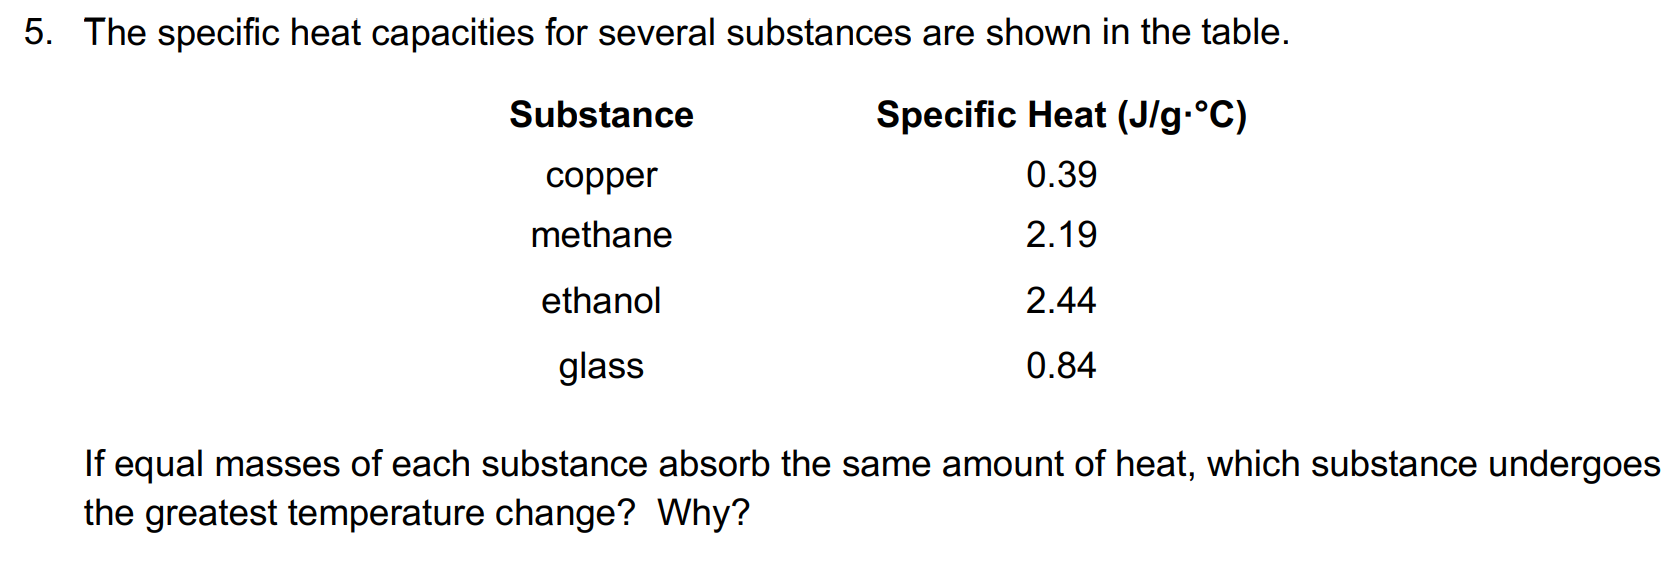 5. The specific heat capacities for several substances are shown in the table.
Substance Specific Heat (J/g·°C)
copper 0.39
methane 2.19
ethanol 2.44
glass 0.84
If equal masses of each substance absorb the same amount of heat, which substance undergoes
the greatest temperature change? Why?